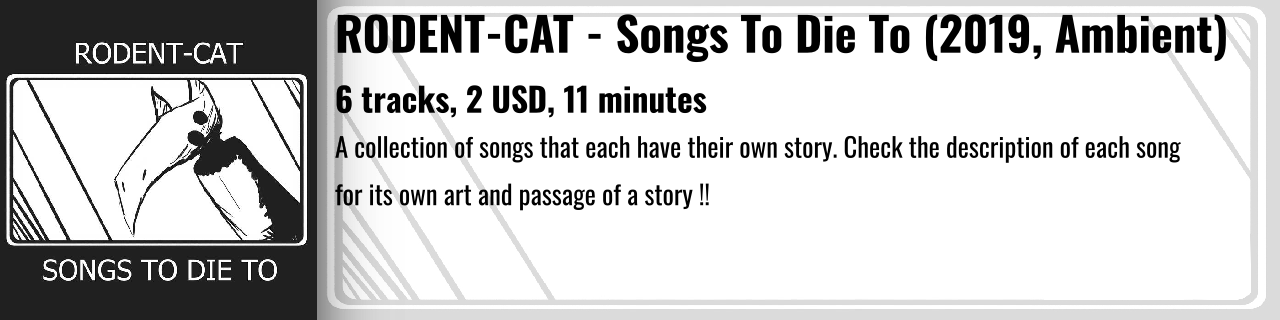 RODENT-CAT
SONGS TO DIE TO
RODENT-CAT - Songs To Die To (2019, Ambient)
6 tracks, 2 USD, 11 minutes
A collection of songs that each have their own story. Check the description of each song
for its own art and passage of a story !!